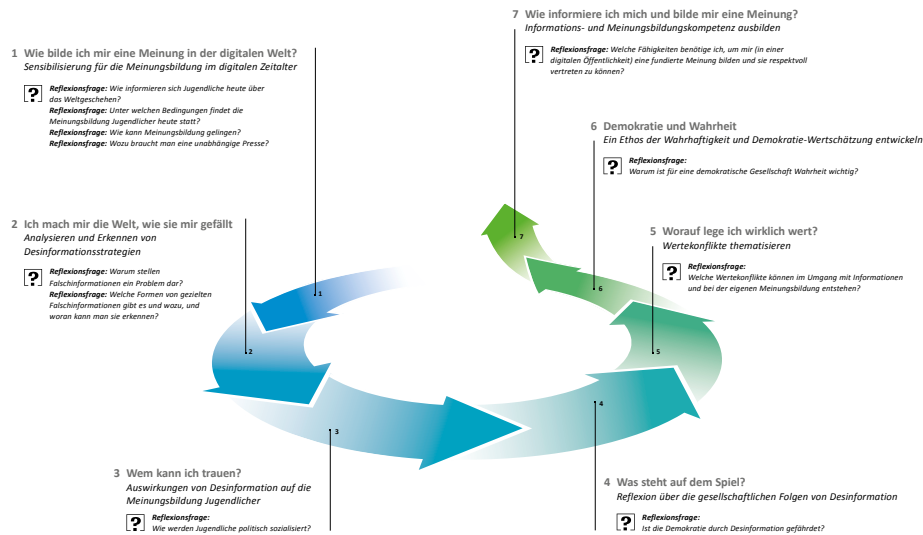 1 Wie bilde ich mir eine Meinung in der digitalen Welt?
Sensibilisierung für die Meinungsbildung im digitalen Zeitalter
?
Reflexionsfrage: Wie informieren sich Jugendliche heute über
das Weltgeschehen?
Reflexionsfrage: Unter welchen Bedingungen findet die
Meinungsbildung Jugendlicher heute statt?
Reflexionsfrage: Wie kann Meinungsbildung gelingen?
Reflexionsfrage: Wozu braucht man eine unabhängige Presse?
2 Ich mach mir die Welt, wie sie mir gefällt
Analysieren und Erkennen von
Desinformationsstrategien
?
Reflexionsfrage: Warum stellen
Falschinformationen ein Problem dar?
Reflexionsfrage: Welche Formen von gezielten
Falschinformationen gibt es und wozu, und
woran kann man sie erkennen?
3 Wem kann ich trauen?
Auswirkungen von Desinformation auf die
Meinungsbildung Jugendlicher
?
Reflexionsfrage:
Wie werden Jugendliche politisch sozialisiert?
4 Was steht auf dem Spiel?
Reflexion über die gesellschaftlichen Folgen von Desinformation
?
Reflexionsfrage:
Ist die Demokratie durch Desinformation gefährdet?
5 Worauf lege ich wirklich wert?
Wertekonflikte thematisieren
?
Reflexionsfrage:
Welche Wertekonflikte können im Umgang mit Informationen
und bei der eigenen Meinungsbildung entstehen?
6 Demokratie und Wahrheit
Ein Ethos der Wahrhaftigkeit und Demokratie-Wertschätzung entwickeln
?
Reflexionsfrage:
Warum ist für eine demokratische Gesellschaft Wahrheit wichtig?
7 Wie informiere ich mich und bilde mir eine Meinung?
Informations- und Meinungsbildungskompetenz ausbilden
?
Reflexionsfrage: Welche Fähigkeiten benötige ich, um mir (in einer
digitalen Öffentlichkeit) eine fundierte Meinung bilden und sie respektvoll
vertreten zu können?
1
2
3
4
5
6
7